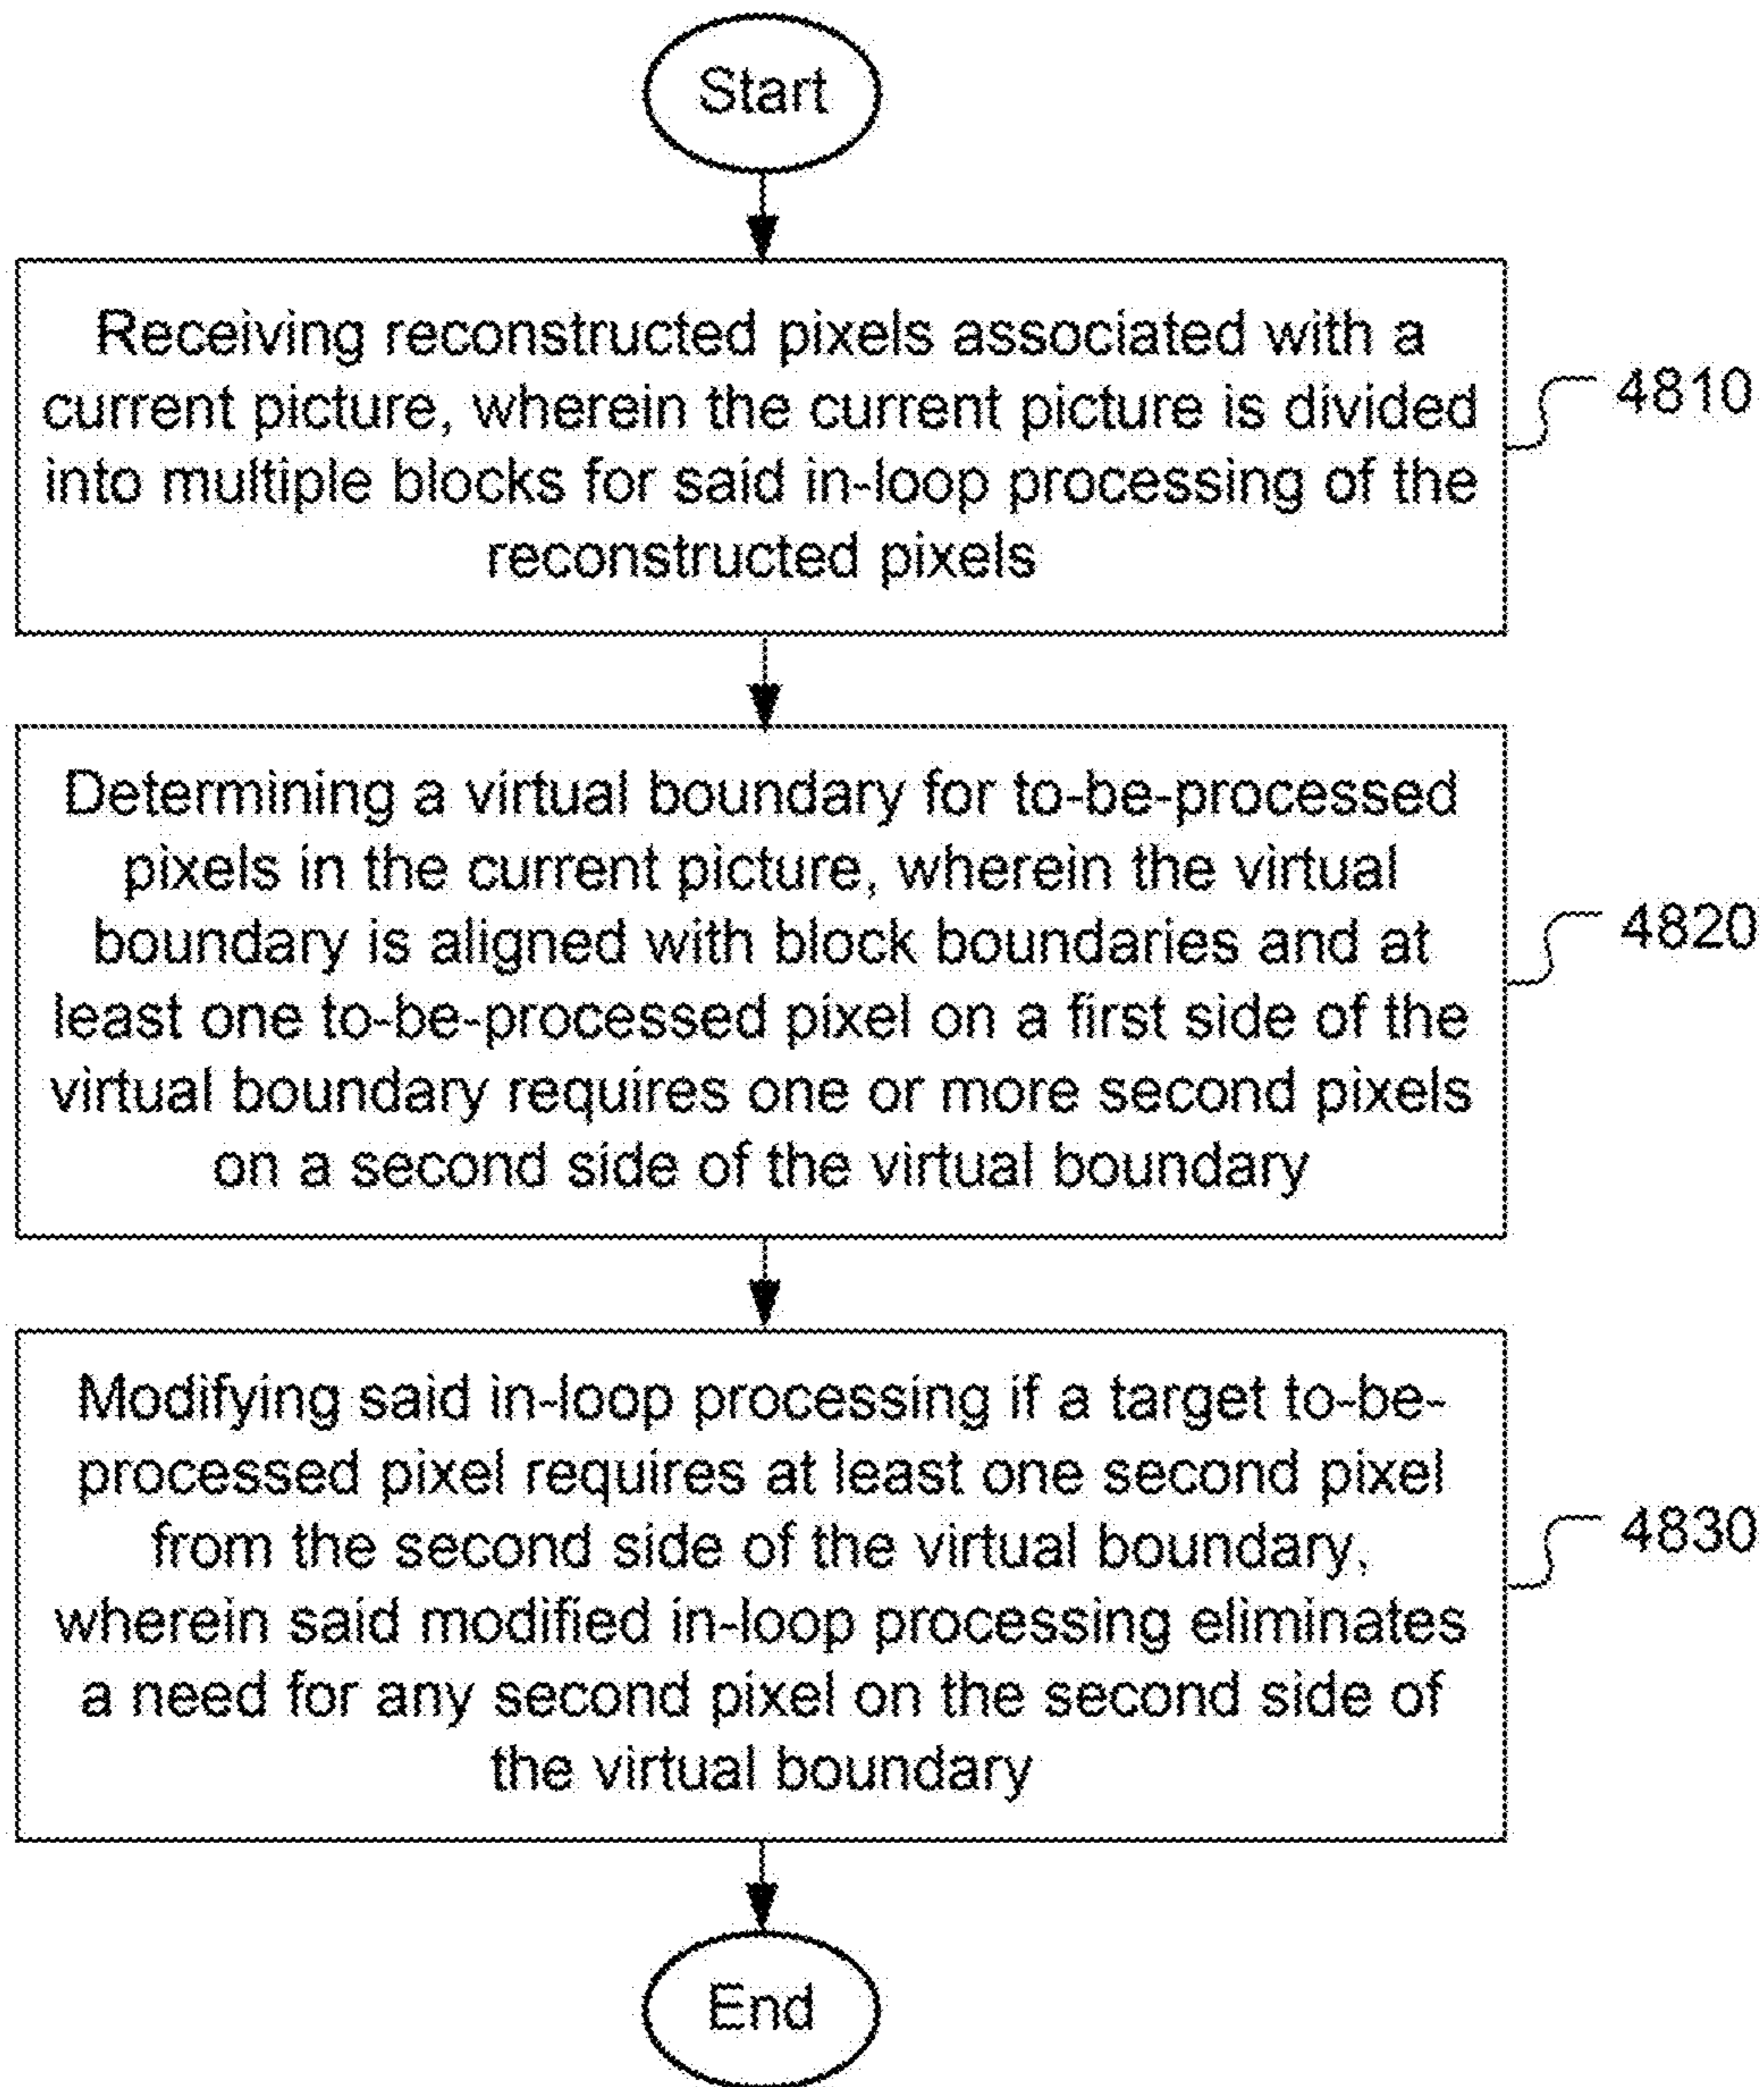 Start
Receiving reconstructed pixels associated with a
current picture, wherein the current picture is divided
into multiple blocks for said in-loop processing of the
reconstructed pixels
4810
Determining a virtual boundary for to-be-processed
pixels in the current picture, wherein the virtual
boundary is aligned with block boundaries and at
least one to-be-processed pixel on a first side of the
virtual boundary requires one or more second pixels
on a second side of the virtual boundary
4820
Modifying said in-loop processing if a target to-be-
processed pixel requires at least one second pixel
from the second side of the virtual boundary,
wherein said modified in-loop processing eliminates
a need for any second pixel on the second side of
the virtual boundary
4830
End